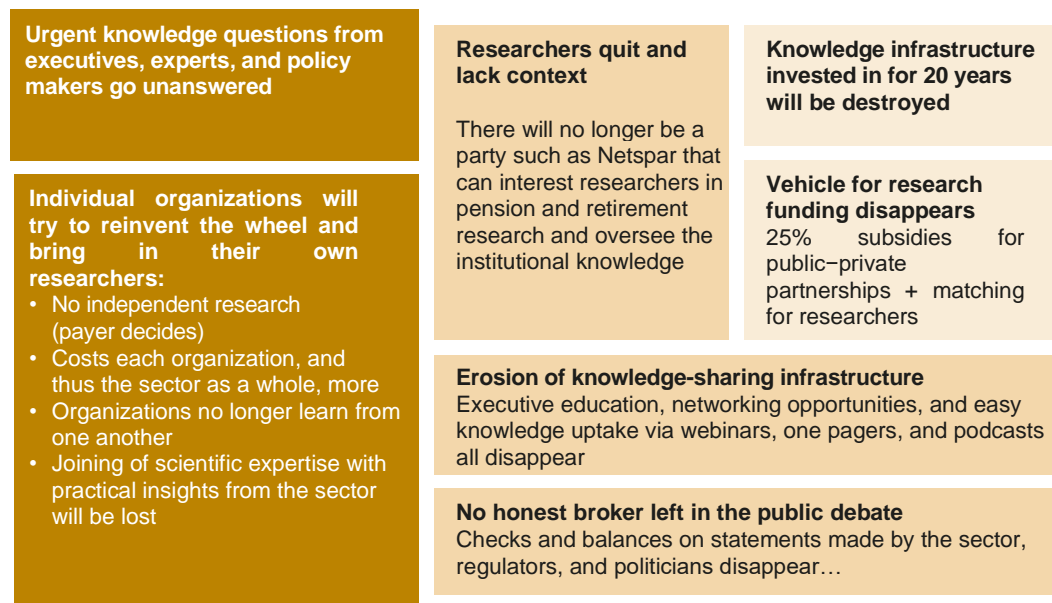 Urgent knowledge questions from
executives, experts, and policy
makers go unanswered
Individual organizations will
try to reinvent the wheel and
bring in their own
researchers:
• No independent research
(payer decides)
• Costs each organization, and
thus the sector as a whole, more
• Organizations no longer learn from
one another
• Joining of scientific expertise with
practical insights from the sector
will be lost
Researchers quit and
lack context
There will no longer be a
party such as Netspar that
can interest researchers in
pension and retirement
research and oversee the
institutional knowledge
Knowledge infrastructure
invested in for 20 years
will be destroyed
Vehicle for research
funding disappears
25% subsidies for
public−private
partnerships + matching
for researchers
Erosion of knowledge-sharing infrastructure
Executive education, networking opportunities, and easy
knowledge uptake via webinars, one pagers, and podcasts
all disappear
No honest broker left in the public debate
Checks and balances on statements made by the sector,
regulators, and politicians disappear…